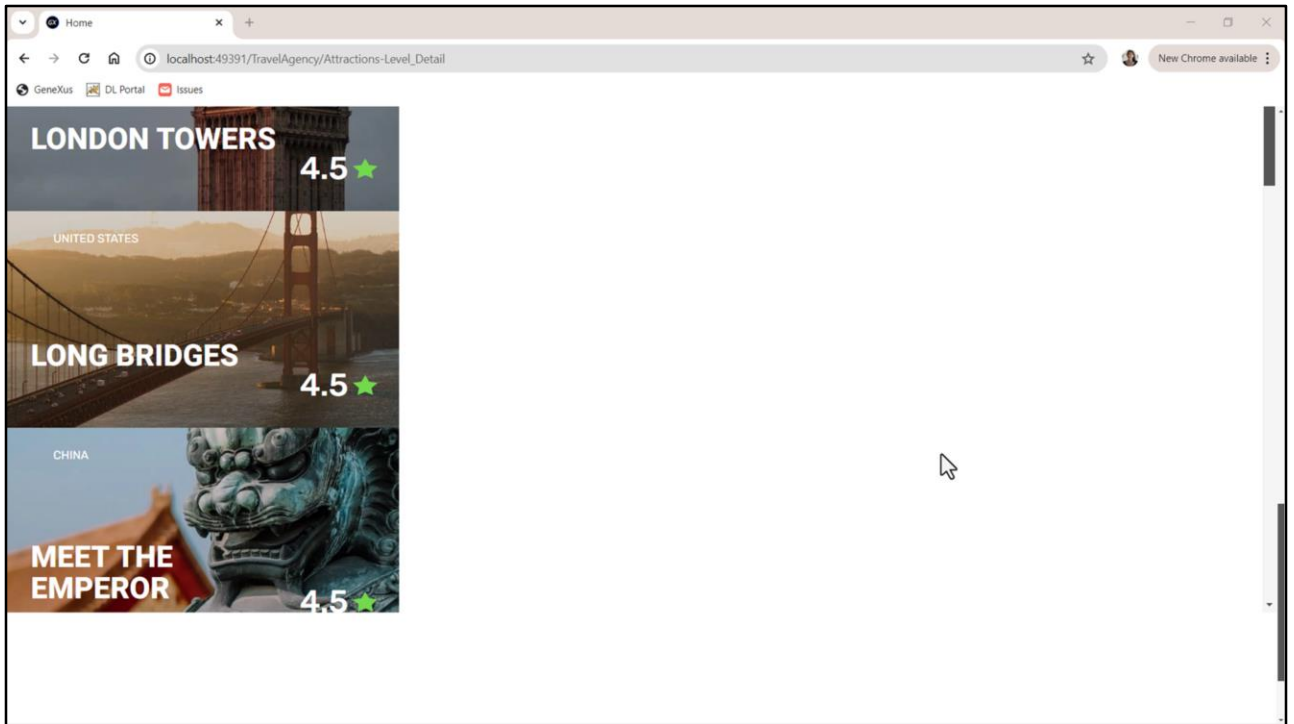 GX Home
localhost:49391/TravelAgency/Attractions-Level_Detail
New Chrome available
GeneXus DL Portal Issues
LONDON TOWERS
4.5
UNITED STATES
LONG BRIDGES
4.5
CHINA
MEET THE
EMPEROR
4.5